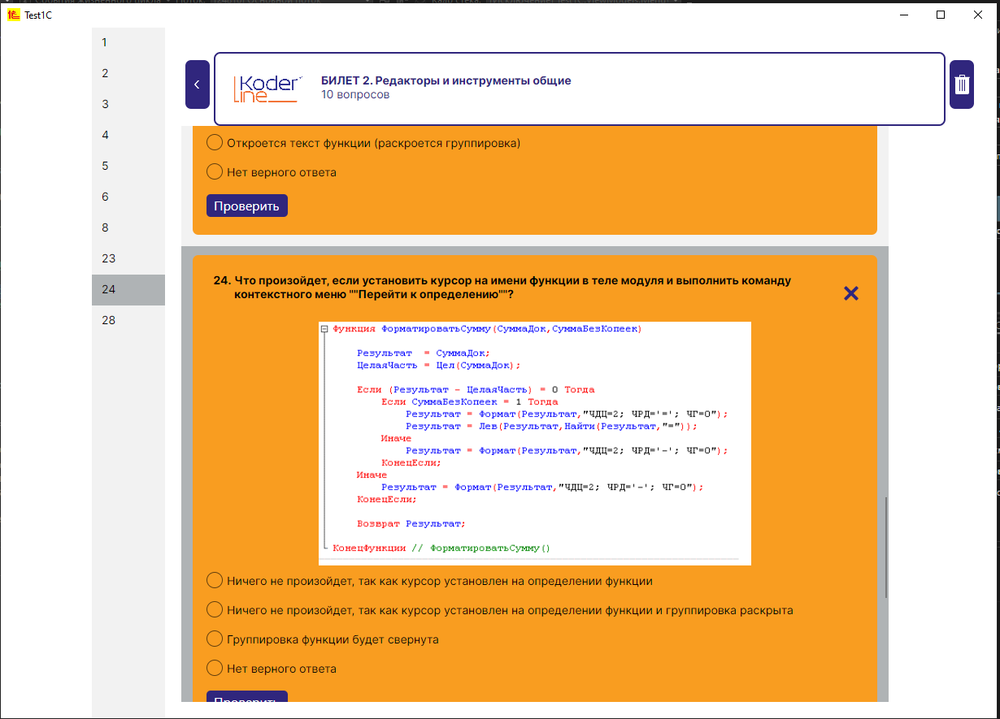 Test1C
1
2
3
4
5
6
8
23
24
28
Koder
line
БИЛЕТ 2. Редакторы и инструменты общие
10 вопросов
Откроется текст функции (раскроется группировка)
Нет верного ответа
Проверить
24. Что произойдет, если установить курсор на имени функции в теле модуля и выполнить команду
контекстного меню ""Перейти к определению""?
Функция ФорматироватьСумму(СуммаДок,СуммаБезКопеек)
Результат = СуммаДок;
ЦелаяЧасть = Цел(СуммаДок);
Если (Результат - ЦелаяЧасть) = 0 Тогда
Если СуммаБезКопеек = 1 Тогда
Результат = Формат(Результат,"ЧДЦ=2; ЧРД='='; ЧГ=0");
Результат = Лев(Результат,Найти(Результат,"="));
Иначе
Результат = Формат(Результат,"ЧДЦ=2; ЧРД='-'; ЧГ=0");
КонецЕсли;
Иначе
Результат = Формат(Результат,"ЧДЦ=2; ЧРД='-'; ЧГ=0");
КонецЕсли;
Возврат Результат;
КонецФункции // ФорматироватьСумму()
Ничего не произойдет, так как курсор установлен на определении функции
Ничего не произойдет, так как курсор установлен на определении функции и группировка раскрыта
Группировка функции будет свернута
Нет верного ответа
Проверить